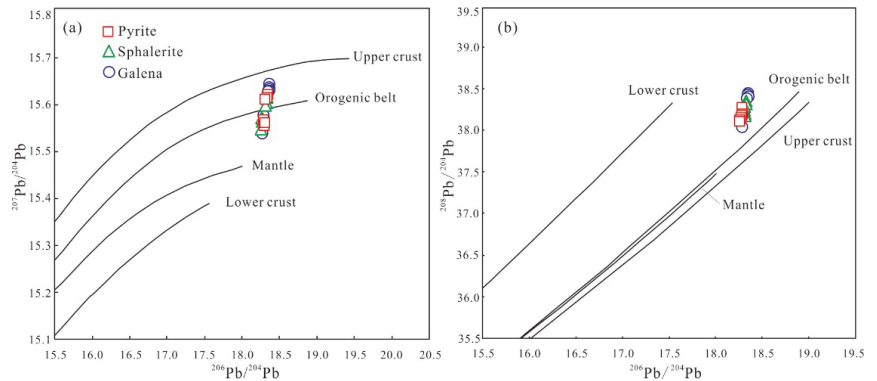 (a)
Pyrite
Sphalerite
Galena
Upper crust
Orogenic belt
Mantle
Lower crust
15.8
15.7
15.6
15.5
15.4
15.3
15.2
15.1
²⁰⁷Pb/²⁰⁴Pb
15.5 16.0 17.0 17.5 18.0 18.5 19.0 19.5 20.0 20.5
²⁰⁶Pb/²⁰⁴Pb
(b)
Lower crust
Orogenic belt
Upper crust
Mantle
39.5
39.0
38.5
38.0
37.5
37.0
36.5
36.0
35.5
²⁰⁸Pb/²⁰⁴Pb
15.5 16.0 17.0 17.5 18.0 18.5 19.0 19.5
²⁰⁶Pb/²⁰⁴Pb